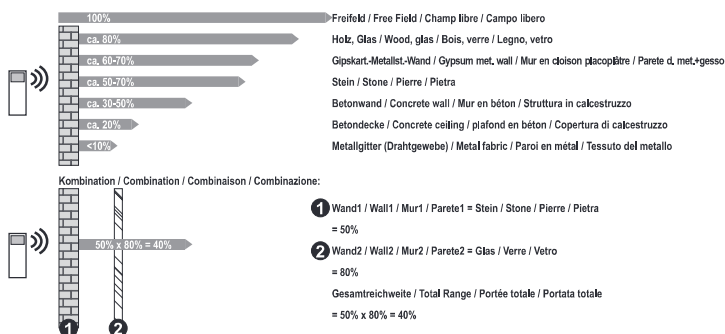 100% Freifeld / Free Field / Champ libre / Campo libero
ca. 80% Holz, Glas / Wood, glas / Bois, verre / Legno, vetro
ca. 60-70% Gipskart.-Metallst.-Wand / Gypsum met. wall / Mur en cloison placoplâtre / Parete d. met.+gesso
ca. 50-70% Stein / Stone / Pierre / Pietra
ca. 30-50% Betonwand / Concrete wall / Mur en béton / Struttura in calcestruzzo
ca. 20% Betondecke / Concrete ceiling / plafond en béton / Copertura di calcestruzzo
<10% Metallgitter (Drahtgewebe) / Metal fabric / Paroi en métal / Tessuto del metallo
Kombination / Combination / Combinaison / Combinazione:
1 Wand1 / Wall1 / Mur1 / Parete1 = Stein / Stone / Pierre / Pietra
= 50%
50% x 80% = 40%
2 Wand2 / Wall2 / Mur2 / Parete2 = Glas / Verre / Vetro
= 80%
Gesamtreichweite / Total Range / Portée totale / Portata totale
= 50% x 80% = 40%
1 2